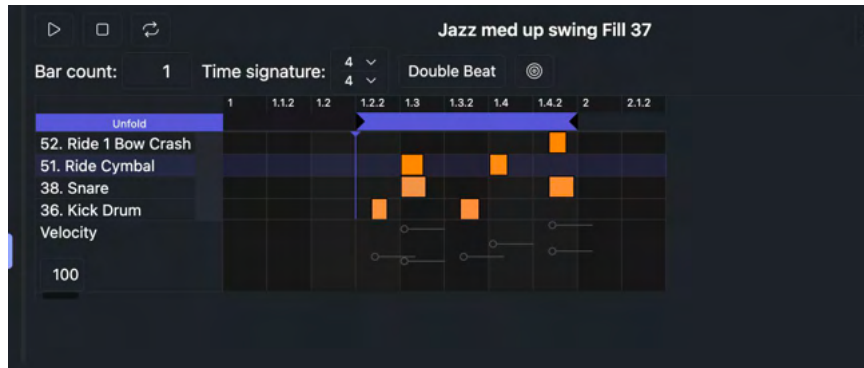 Jazz med up swing Fill 37
Bar count: 1 Time signature: 4 4 Double Beat
1 1.1.2 1.2 1.2.2 1.3 1.3.2 1.4 1.4.2 2 2.1.2
Unfold
52. Ride 1 Bow Crash
51. Ride Cymbal
38. Snare
36. Kick Drum
Velocity
100